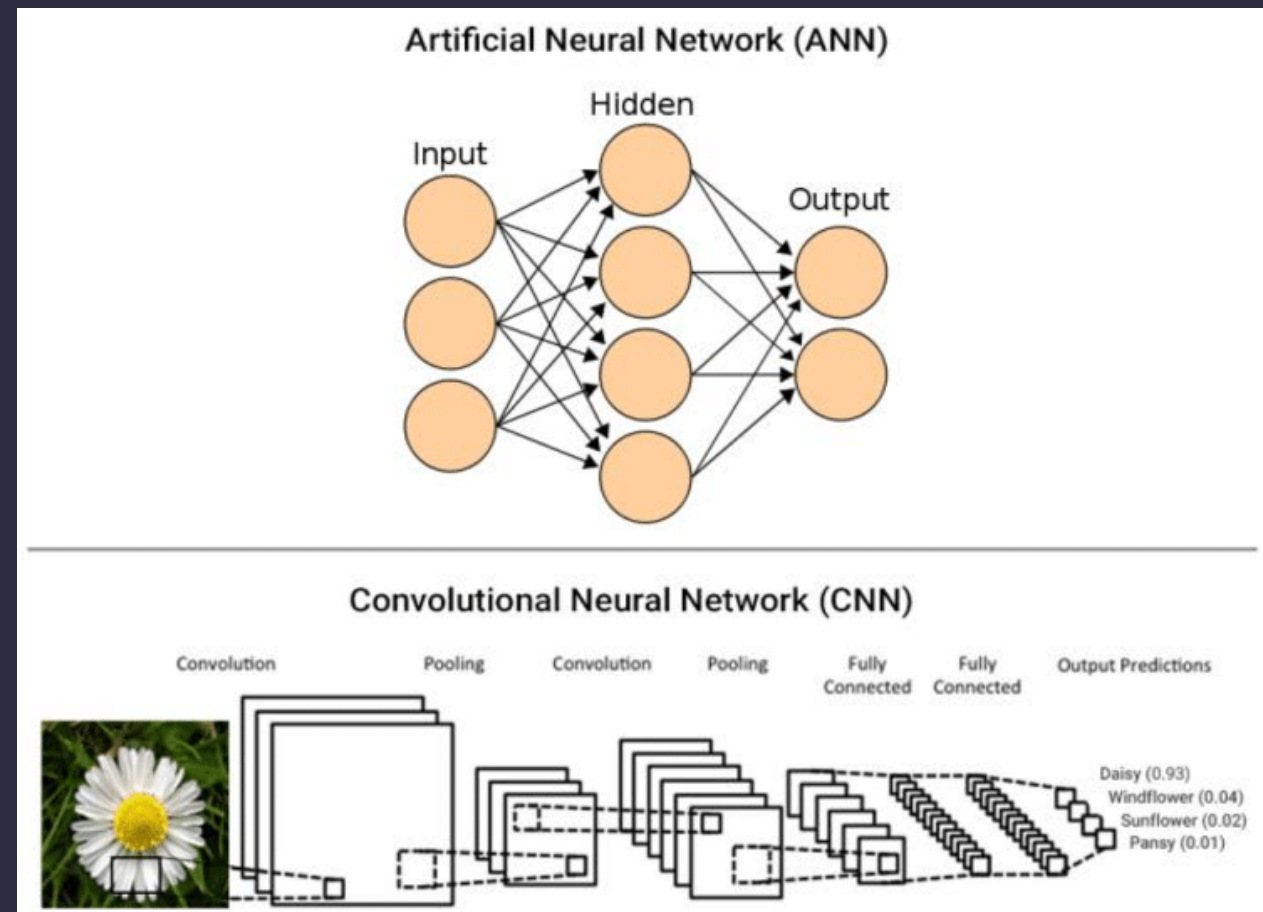 Artificial Neural Network (ANN)
Hidden
Input
Output
Convolutional Neural Network (CNN)
Convolution
Pooling
Convolution
Pooling
Fully
Connected
Fully
Connected
Output Predictions
Daisy (0.93)
Windflower (0.04)
Sunflower (0.02)
Pansy (0.01)